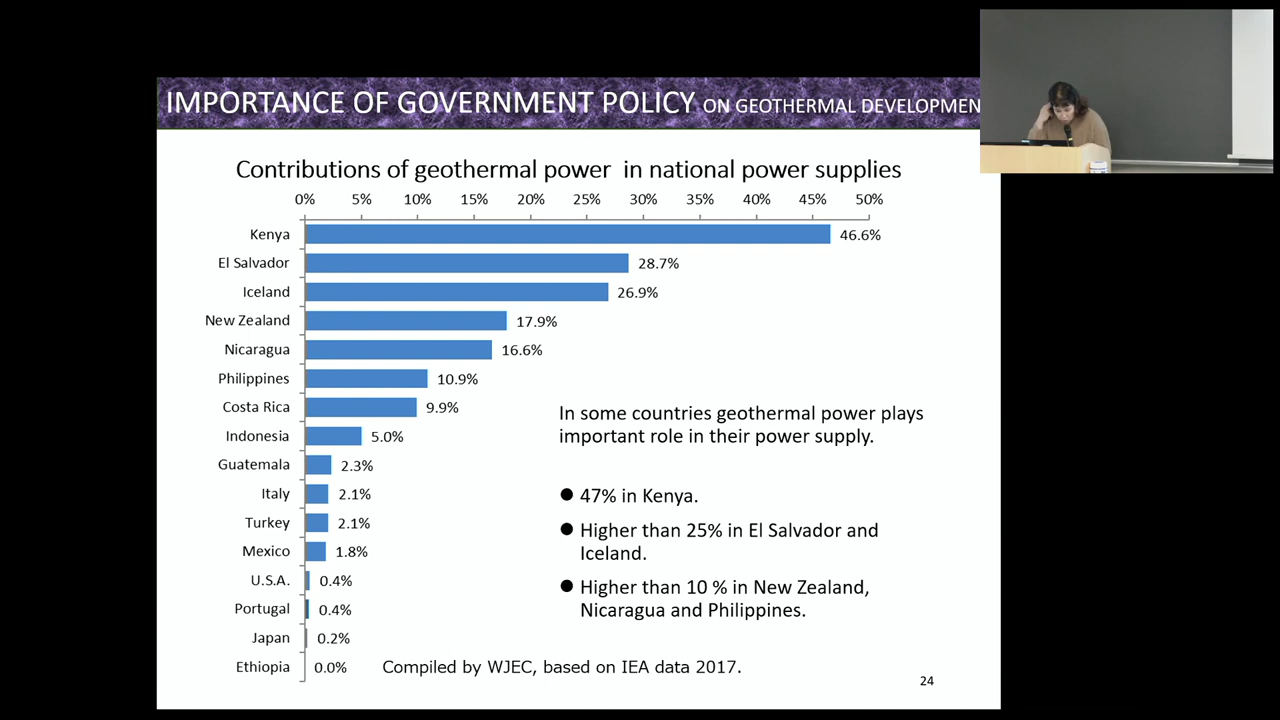 IMPORTANCE OF GOVERNMENT POLICY ON GEOTHERMAL DEVELOPMEN
Contributions of geothermal power in national power supplies
0% 5% 10% 15% 20% 25% 30% 35% 40% 45% 50%
Kenya 46.6%
El Salvador 28.7%
Iceland 26.9%
New Zealand 17.9%
Nicaragua 16.6%
Philippines 10.9%
Costa Rica 9.9%
Indonesia 5.0%
Guatemala 2.3%
Italy 2.1%
Turkey 2.1%
Mexico 1.8%
U.S.A. 0.4%
Portugal 0.4%
Japan 0.2%
Ethiopia 0.0%
In some countries geothermal power plays
important role in their power supply.
● 47% in Kenya.
● Higher than 25% in El Salvador and
Iceland.
● Higher than 10 % in New Zealand,
Nicaragua and Philippines.
Compiled by WJEC, based on IEA data 2017.
24